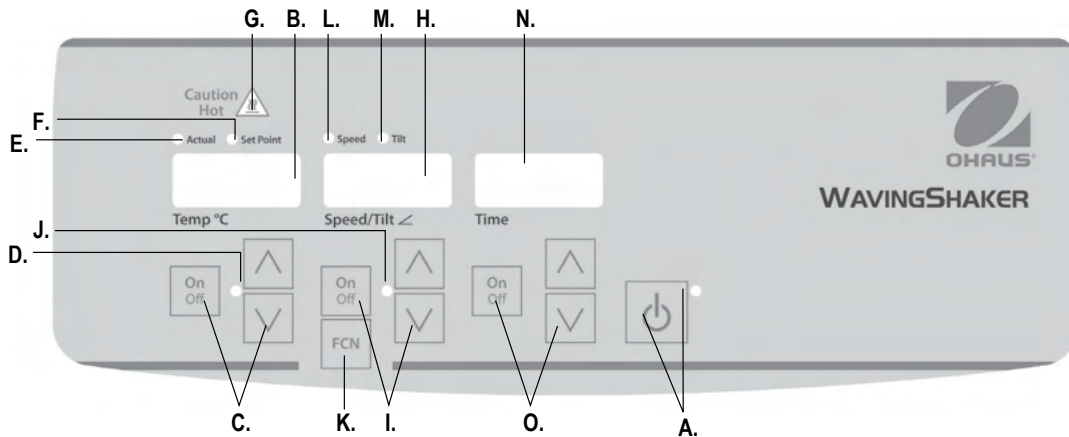 G. B. L. M. H. N.
Caution
Hot
F.
E.
Actual Set Point Speed Tilt
OHAUS®
WAVINGSHAKER
Temp °C Speed/Tilt ∠ Time
J.
D.
On
Off
On
Off
On
Off
FCN
C. K. I. O. A.